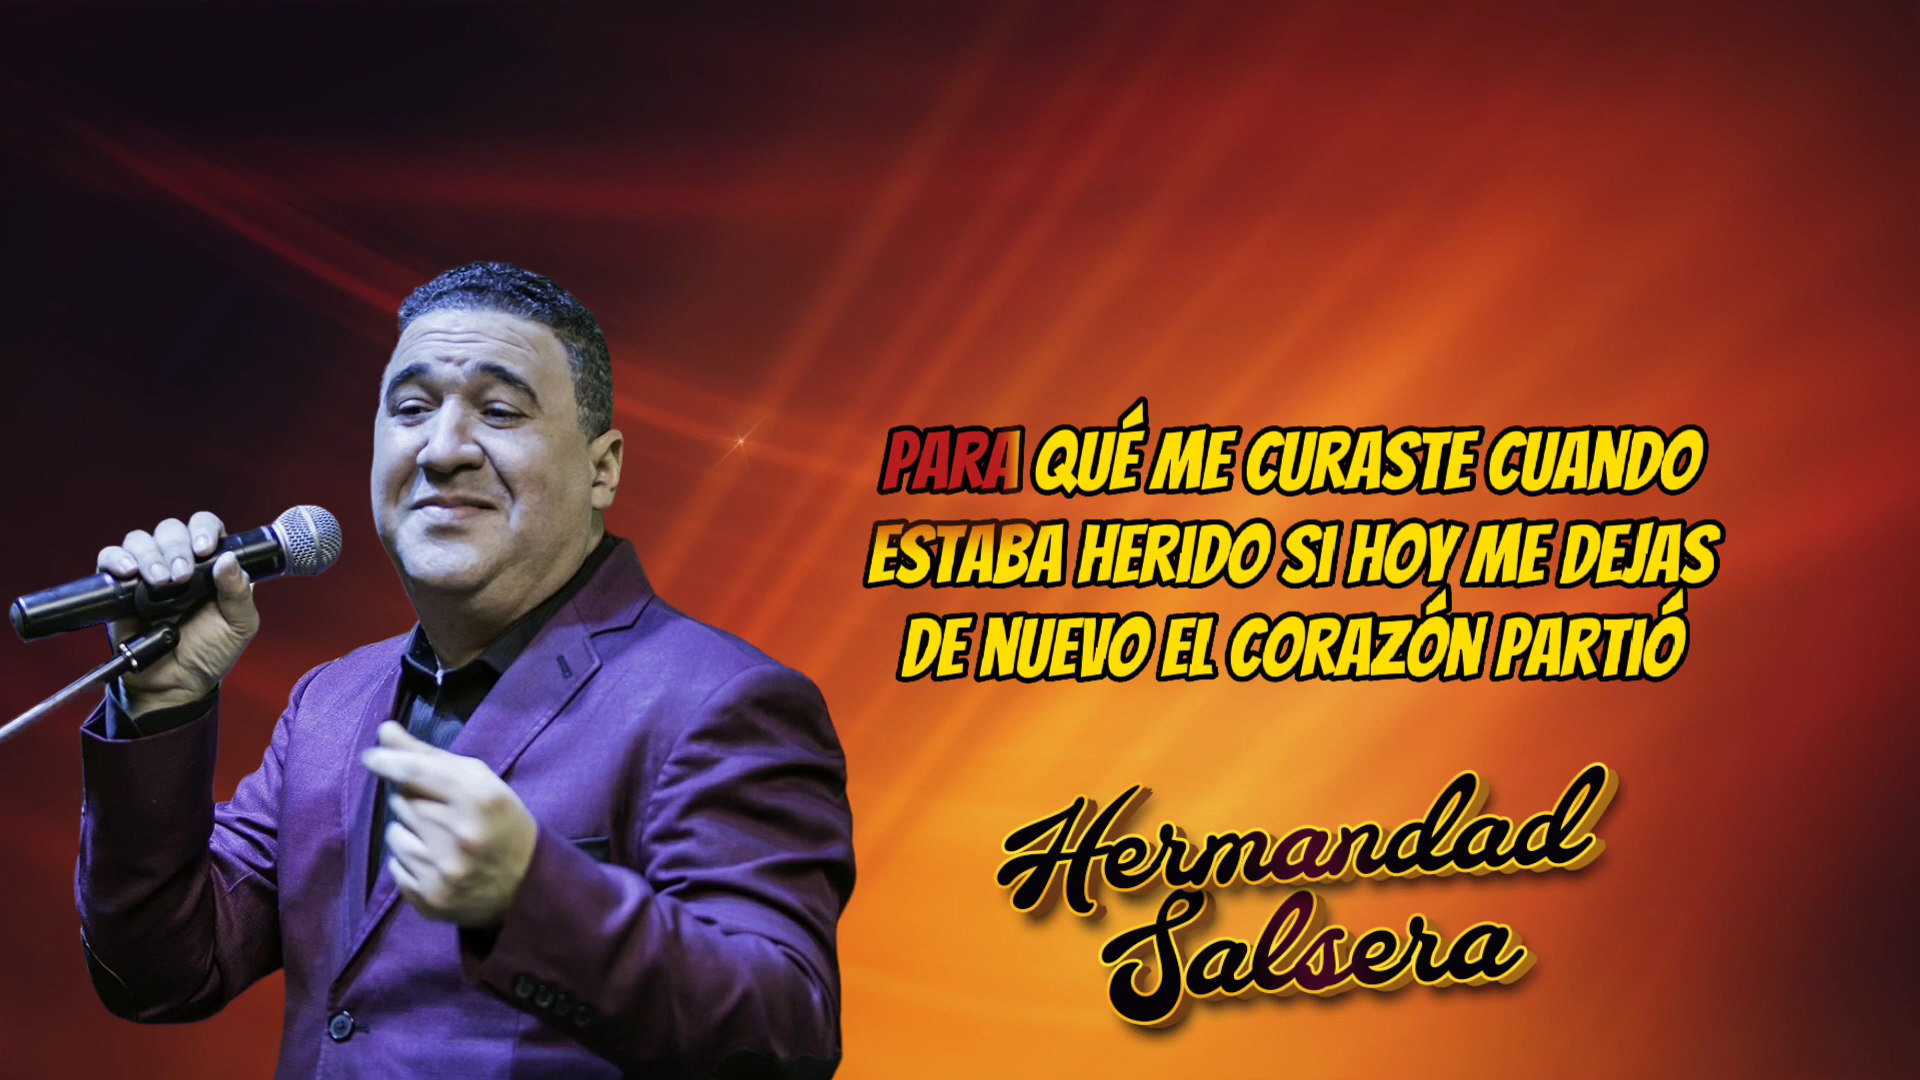 PARA QUÉ ME CURASTE CUANDO
ESTABA HERIDO SI HOY ME DEJAS
DE NUEVO EL CORAZÓN PARTIÓ
Hermandad
Salsera